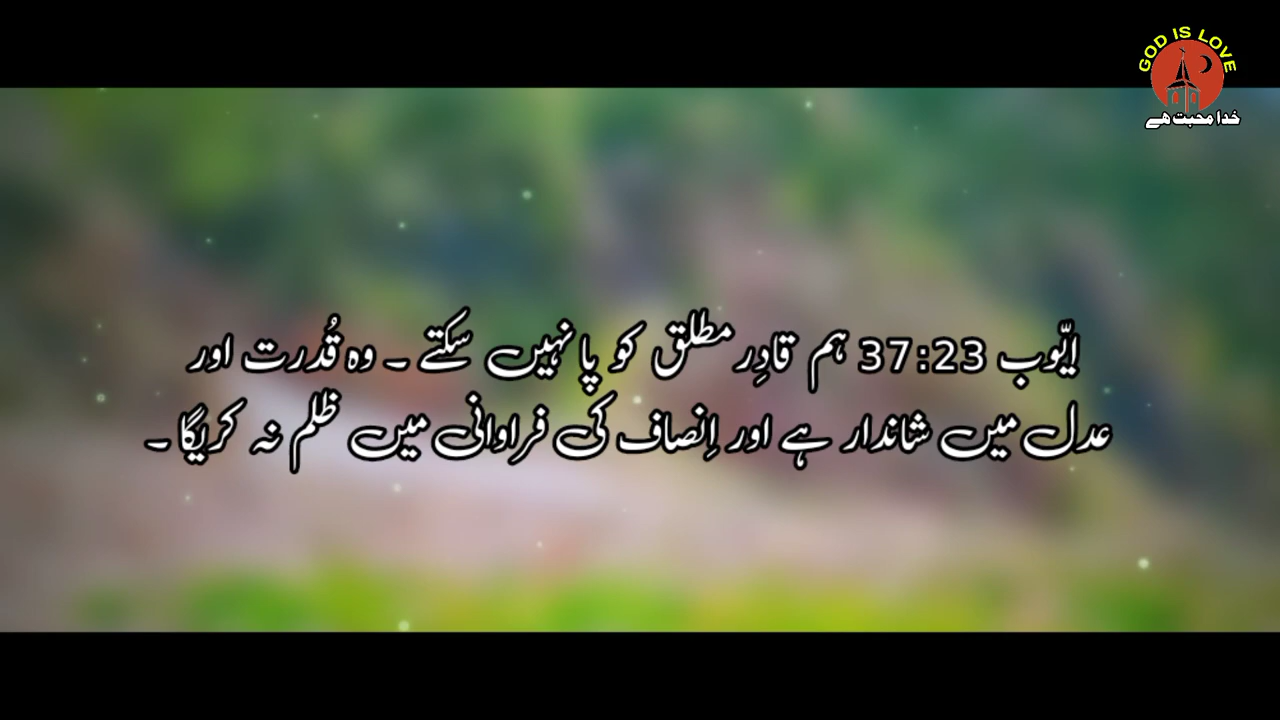 GOD IS LOVE
خدا محبت ہے
ایّوب 37:23 ہم قادِر مطلق کو پا نہیں سکتے ۔ وہ قُدرت اور
عدل میں شاندار ہے اور اِنصاف کی فراوانی میں ظلم نہ کریگا ۔